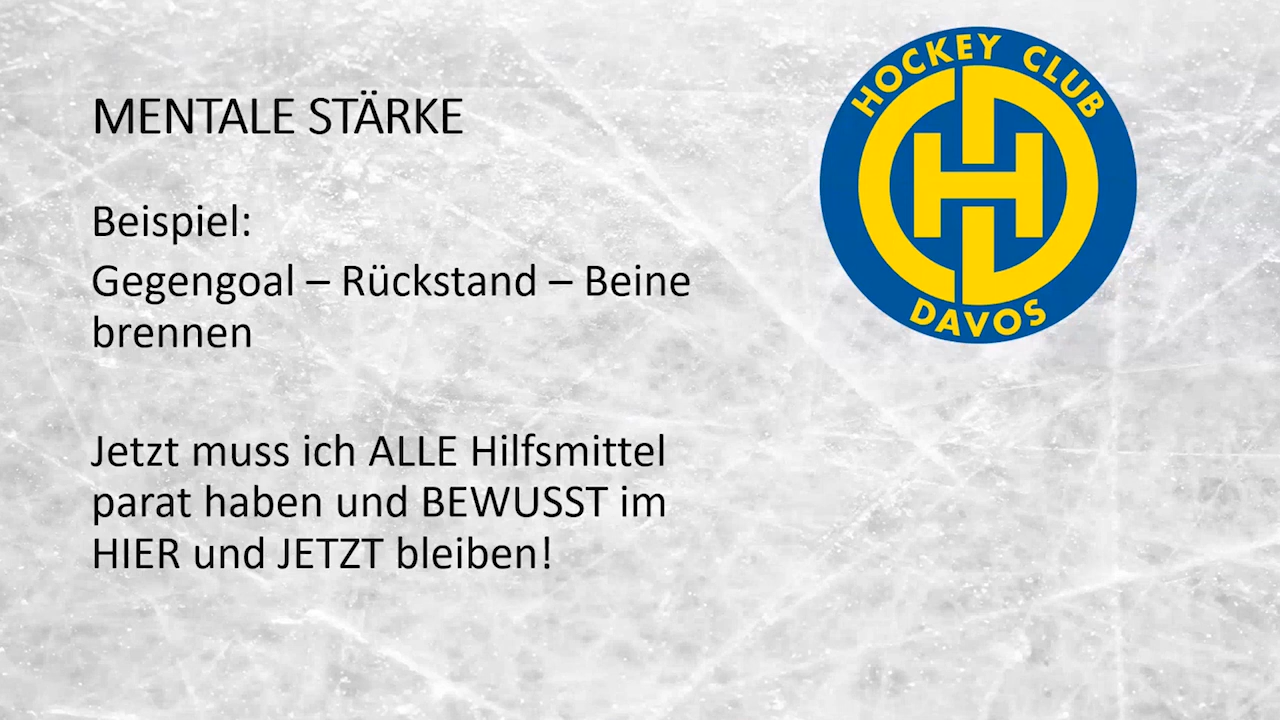 HOCKEY CLUB
HD
DAVOS
MENTALE STÄRKE
Beispiel:
Gegengoal – Rückstand – Beine
brennen
Jetzt muss ich ALLE Hilfsmittel
parat haben und BEWUSST im
HIER und JETZT bleiben!